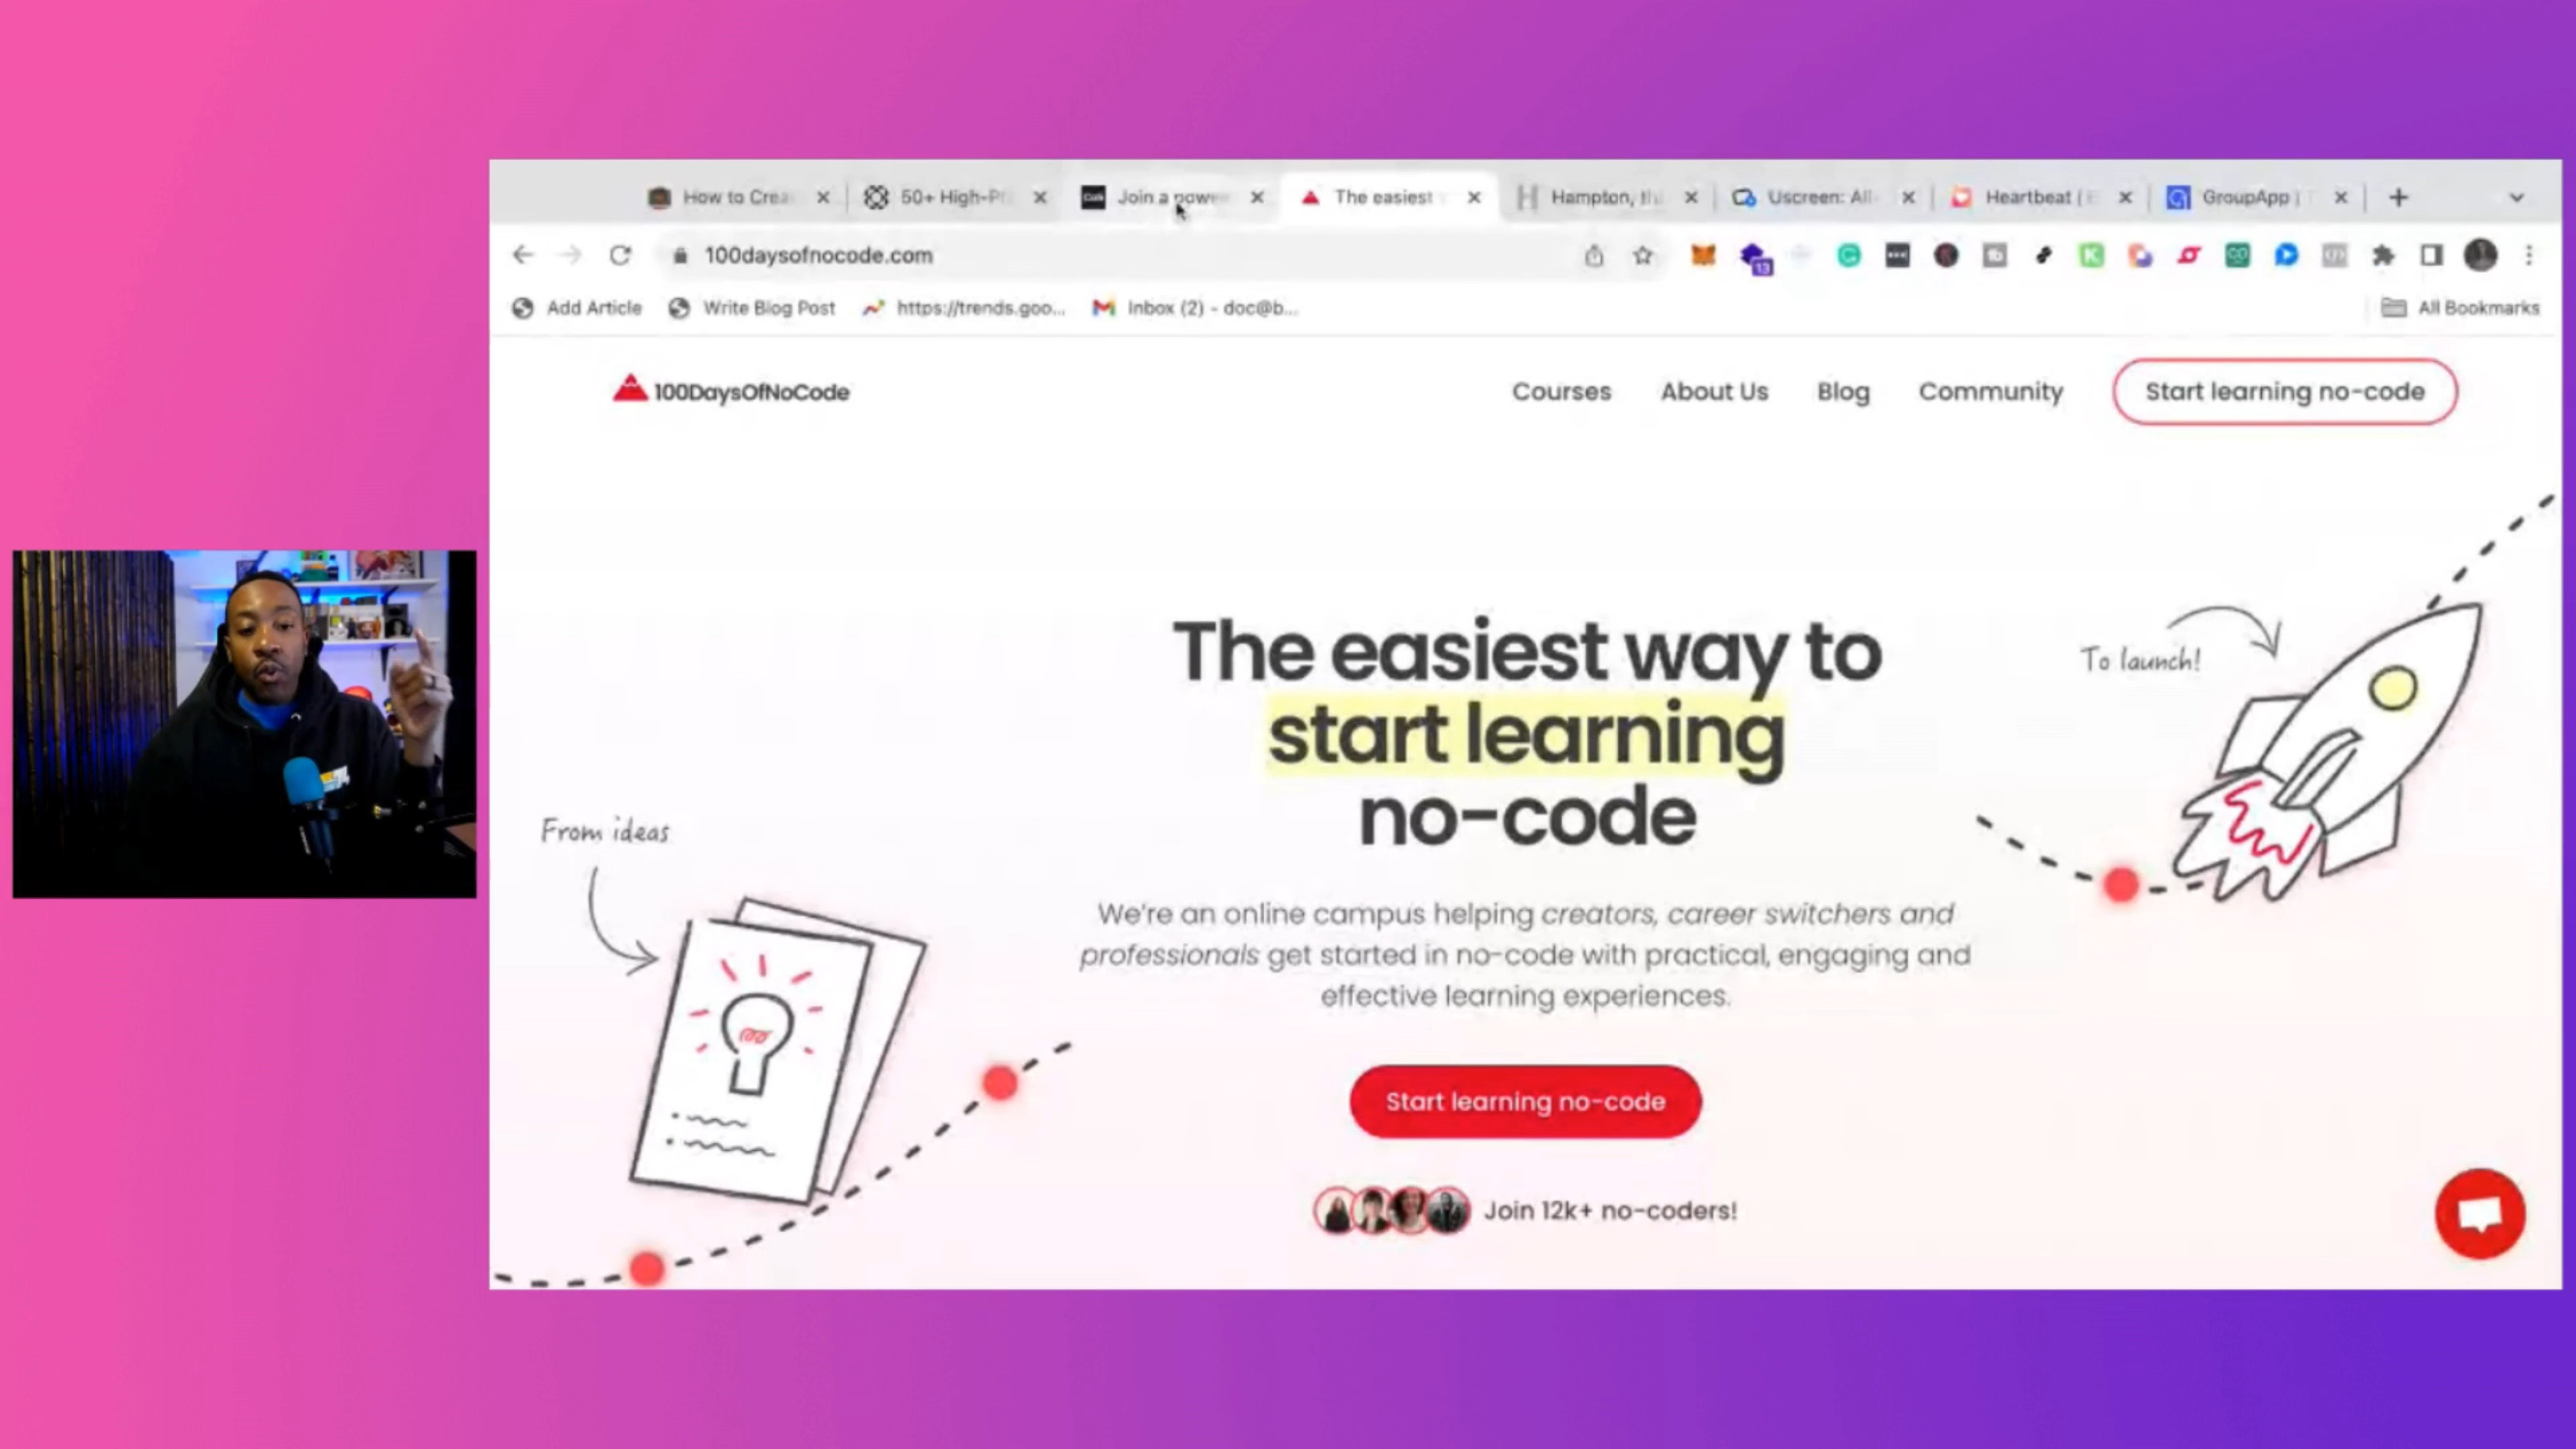 How to Crea
50+ High-P
Join a powe
The easiest
Hampton, th
Uscreen: All
Heartbeat |
GroupApp |
100daysofnocode.com
13
Add Article
Write Blog Post
https://trends.goo...
Inbox (2) - doc@b...
All Bookmarks
100DaysOfNoCode
Courses
About Us
Blog
Community
Start learning no-code
The easiest way to
start learning
no-code
To launch!
From ideas
We're an online campus helping creators, career switchers and
professionals get started in no-code with practical, engaging and
effective learning experiences.
Start learning no-code
Join 12k+ no-coders!